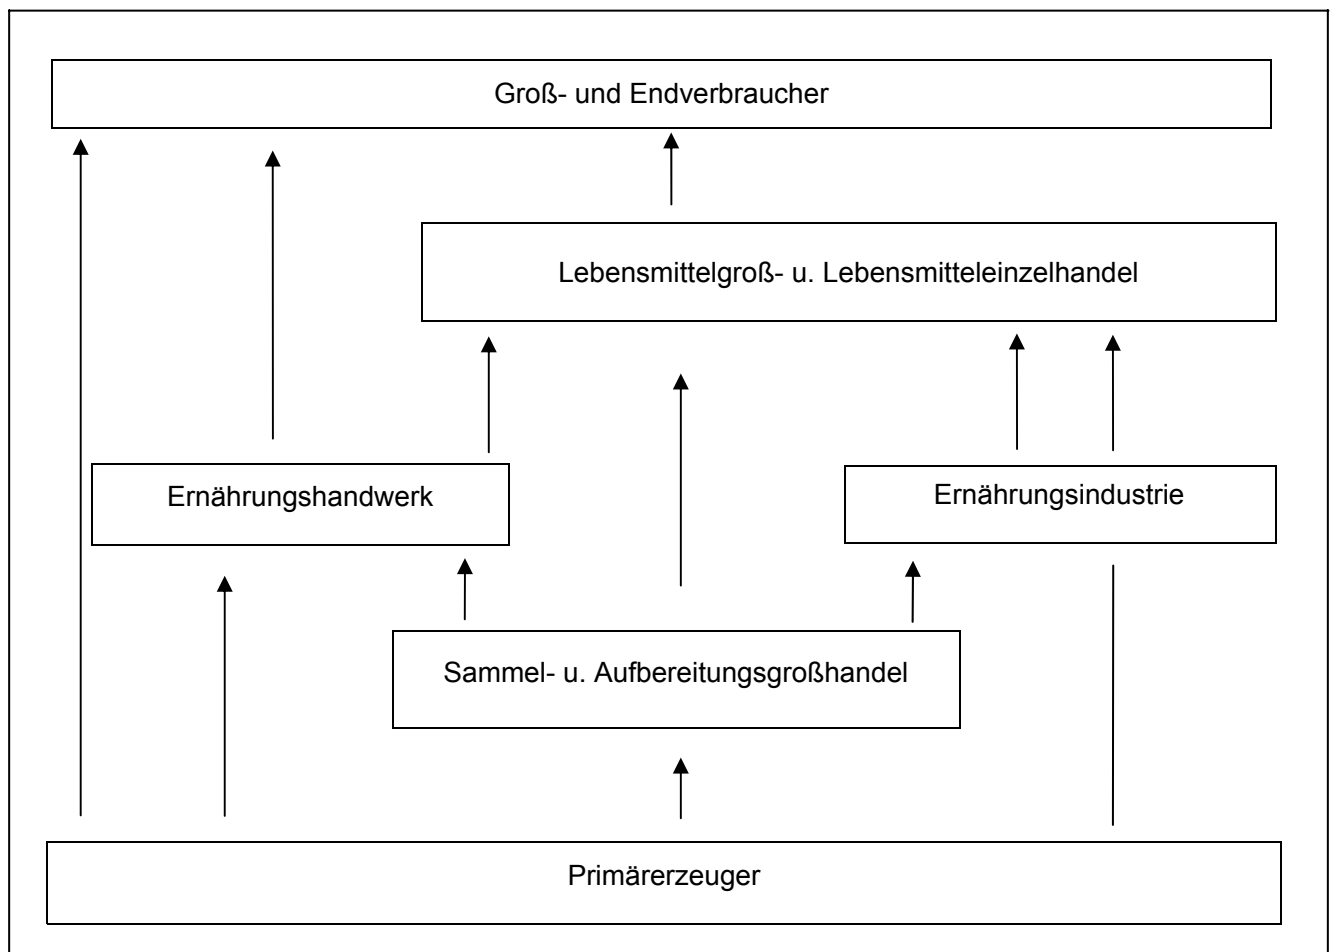 Groß- und Endverbraucher
Lebensmittelgroß- u. Lebensmitteleinzelhandel
Ernährungshandwerk
Ernährungsindustrie
Sammel- u. Aufbereitungsgroßhandel
Primärerzeuger